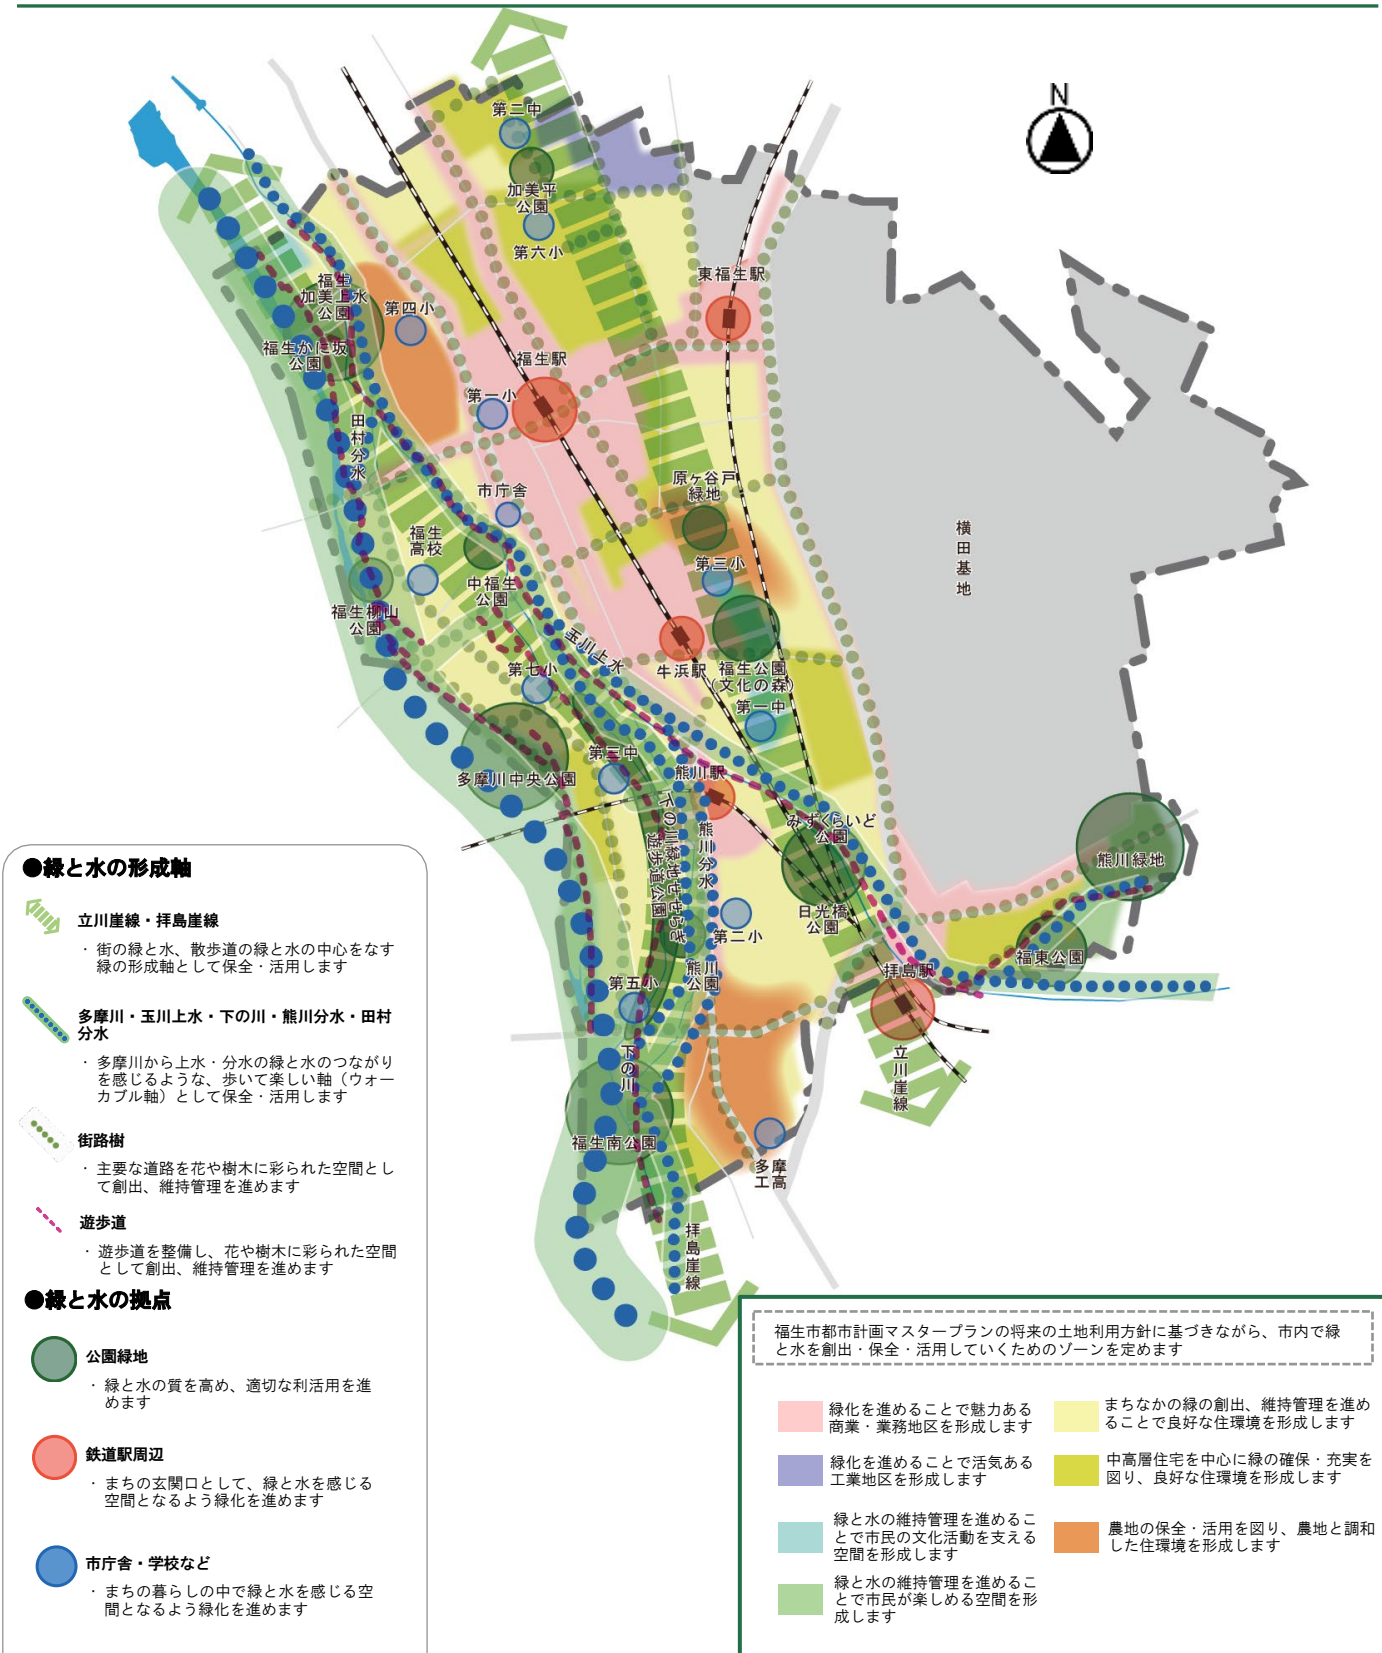 N
第二中
加美平
公園
第六小
東福生駅
福生
加美上水
公園
第四小
福生かに坂
公園
福生駅
第一小
田村分水
原ヶ谷戸
緑地
市庁舎
横田基地
福生
高校
第三小
中福生
公園
福生柳山
公園
玉川上水
牛浜駅
福生公園
(文化の森)
第七小
第一中
第三中
熊川駅
多摩川中央公園
みずくらいど
公園
下の川緑地せせらぎ
遊歩道公園
熊川分水
熊川緑地
日光橋
公園
第二小
福東公園
熊川
公園
拝島駅
第五小
下の川
立川崖線
福生南公園
多摩
工高
拝島崖線
●緑と水の形成軸
立川崖線・拝島崖線
・ 街の緑と水、散歩道の緑と水の中心をなす
緑の形成軸として保全・活用します
多摩川・玉川上水・下の川・熊川分水・田村
分水
・ 多摩川から上水・分水の緑と水のつながり
を感じるような、歩いて楽しい軸（ウォー
カブル軸）として保全・活用します
街路樹
・ 主要な道路を花や樹木に彩られた空間とし
て創出、維持管理を進めます
遊歩道
・ 遊歩道を整備し、花や樹木に彩られた空間
として創出、維持管理を進めます
●緑と水の拠点
公園緑地
・ 緑と水の質を高め、適切な利活用を進
めます
鉄道駅周辺
・ まちの玄関口として、緑と水を感じる
空間となるよう緑化を進めます
市庁舎・学校など
・ まちの暮らしの中で緑と水を感じる空
間となるよう緑化を進めます
福生市都市計画マスタープランの将来の土地利用方針に基づきながら、市内で緑
と水を創出・保全・活用していくためのゾーンを定めます
緑化を進めることで魅力ある
商業・業務地区を形成します
緑化を進めることで活気ある
工業地区を形成します
緑と水の維持管理を進めるこ
とで市民の文化活動を支える
空間を形成します
緑と水の維持管理を進めるこ
とで市民が楽しめる空間を形
成します
まちなかの緑の創出、維持管理を進め
ることで良好な住環境を形成します
中高層住宅を中心に緑の確保・充実を
図り、良好な住環境を形成します
農地の保全・活用を図り、農地と調和
した住環境を形成します